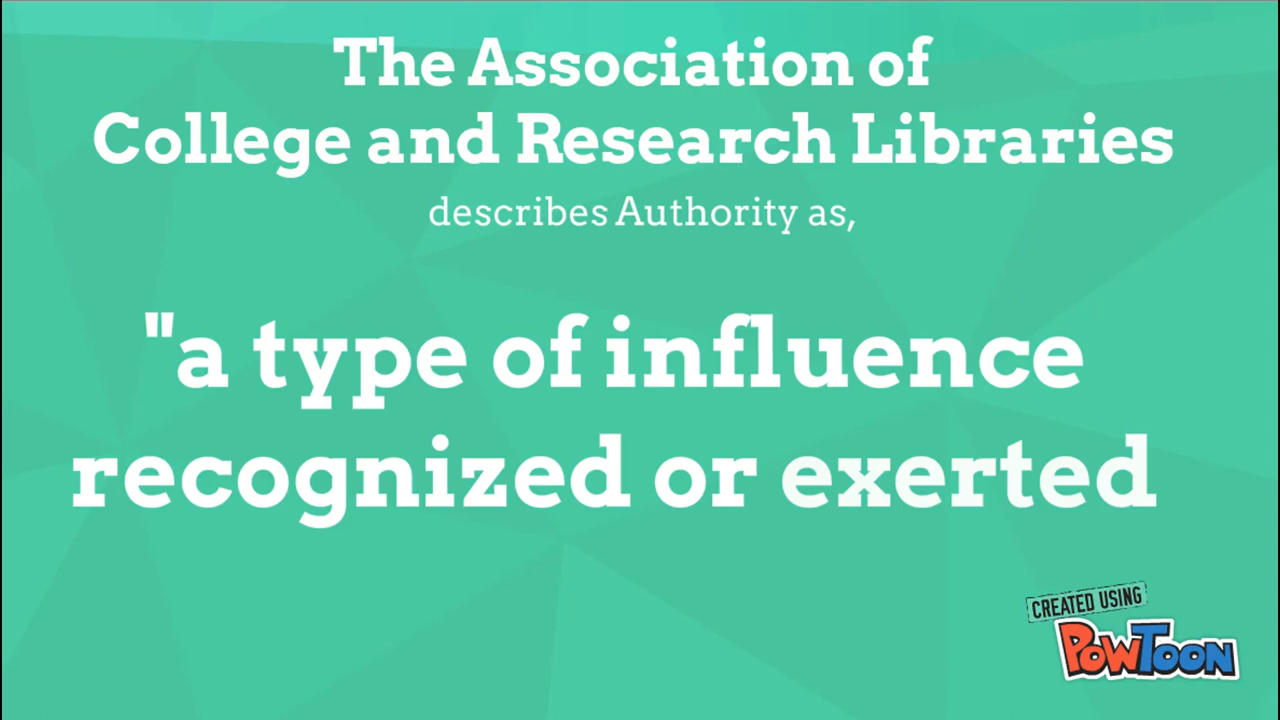 The Association of
College and Research Libraries
describes Authority as,
"a type of influence
recognized or exerted
CREATED USING
POWTOON